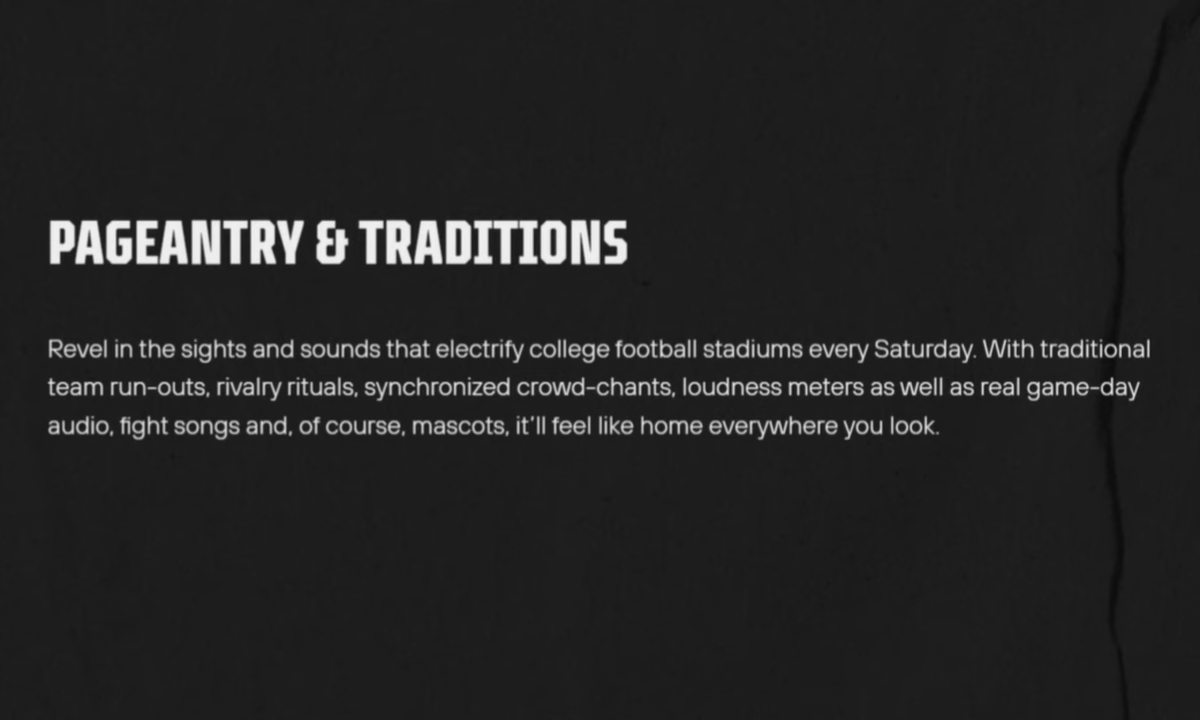 PAGEANTRY & TRADITIONS
Revel in the sights and sounds that electrify college football stadiums every Saturday. With traditional
team run-outs, rivalry rituals, synchronized crowd-chants, loudness meters as well as real game-day
audio, fight songs and, of course, mascots, it'll feel like home everywhere you look.